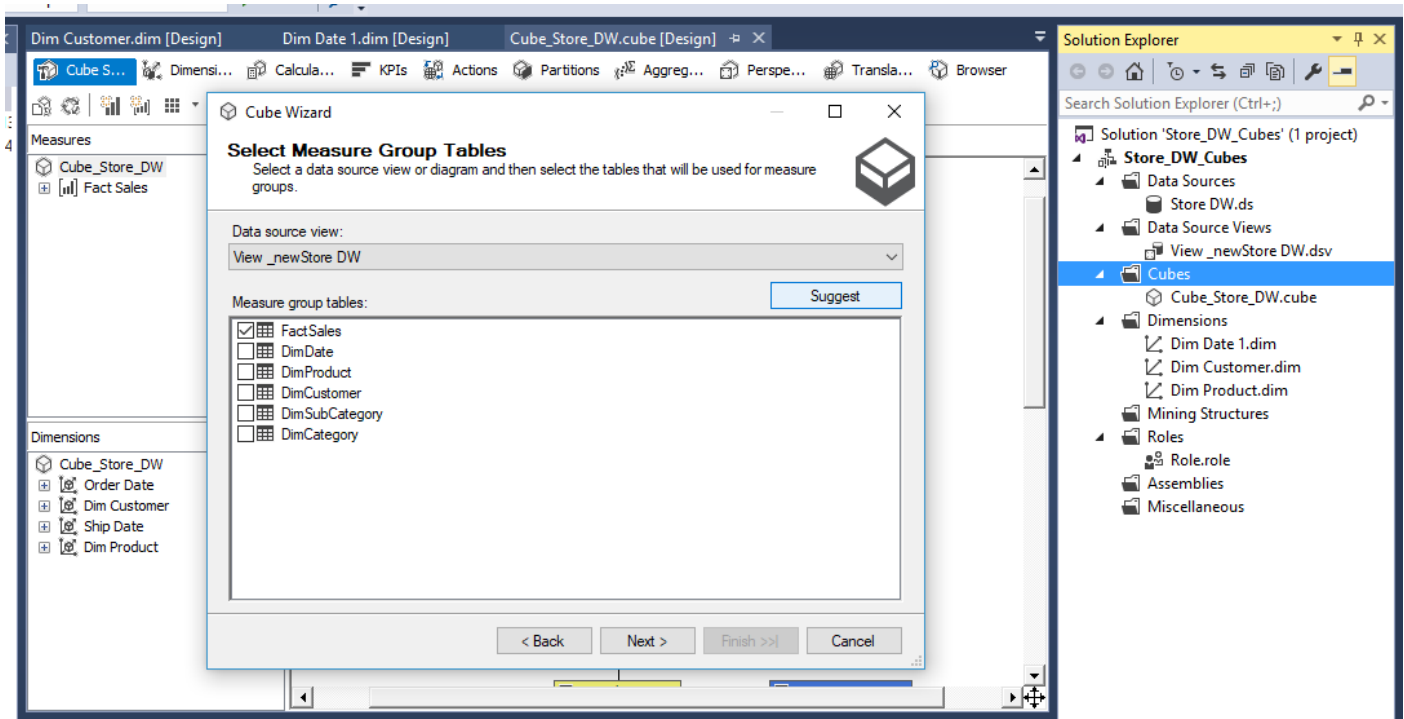 Dim Customer.dim [Design]
Dim Date 1.dim [Design]
Cube_Store_DW.cube [Design]
Cube S...
Dimensi...
Calcula...
KPIs
Actions
Partitions
Aggreg...
Perspe...
Transla...
Browser
Measures
Cube_Store_DW
Fact Sales
Dimensions
Cube_Store_DW
Order Date
Dim Customer
Ship Date
Dim Product
Cube Wizard
Select Measure Group Tables
Select a data source view or diagram and then select the tables that will be used for measure
groups.
Data source view:
View _newStore DW
Measure group tables:
Suggest
FactSales
DimDate
DimProduct
DimCustomer
DimSubCategory
DimCategory
< Back
Next >
Finish >>|
Cancel
Solution Explorer
Search Solution Explorer (Ctrl+;)
Solution 'Store_DW_Cubes' (1 project)
Store_DW_Cubes
Data Sources
Store DW.ds
Data Source Views
View _newStore DW.dsv
Cubes
Cube_Store_DW.cube
Dimensions
Dim Date 1.dim
Dim Customer.dim
Dim Product.dim
Mining Structures
Roles
Role.role
Assemblies
Miscellaneous